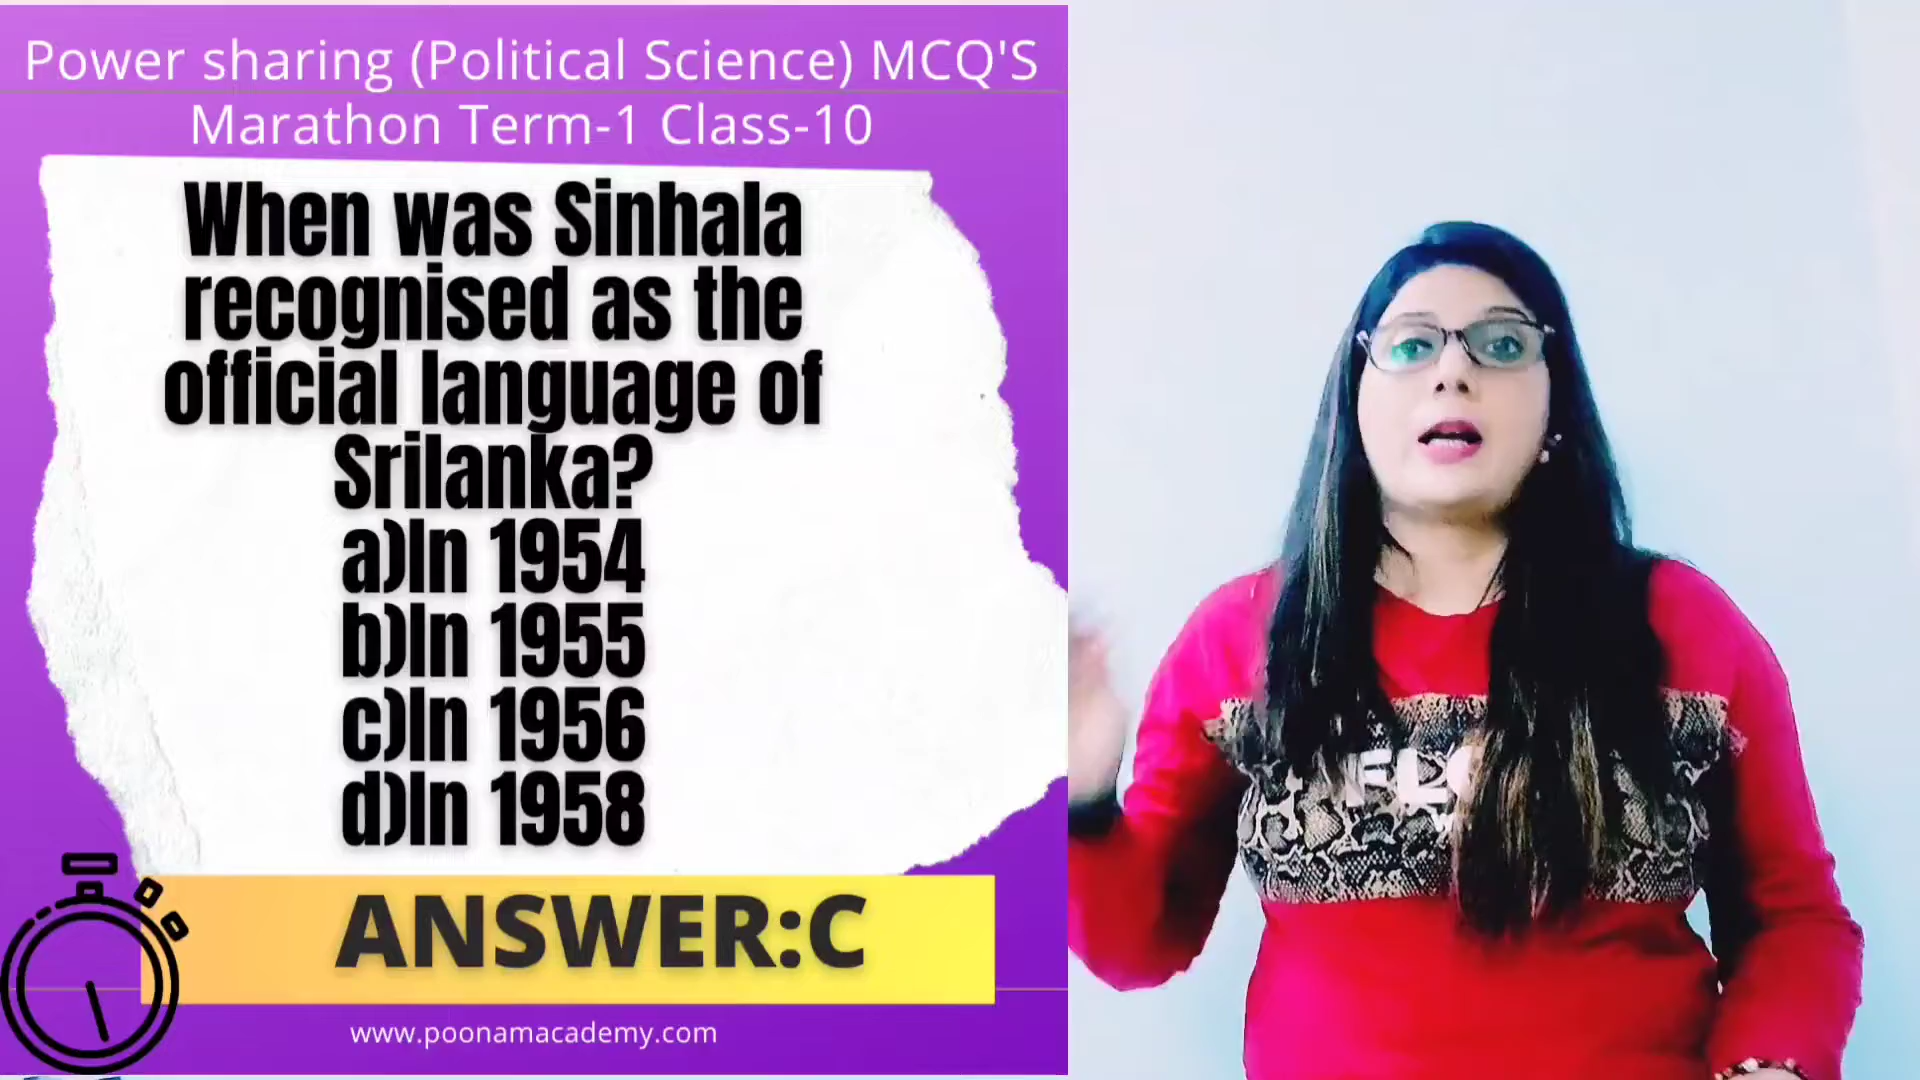 Power sharing (Political Science) MCQ'S
Marathon Term-1 Class-10
When was Sinhala
recognised as the
official language of
Srilanka?
a)In 1954
b)In 1955
c)In 1956
d)In 1958
ANSWER:C
www.poonamacademy.com